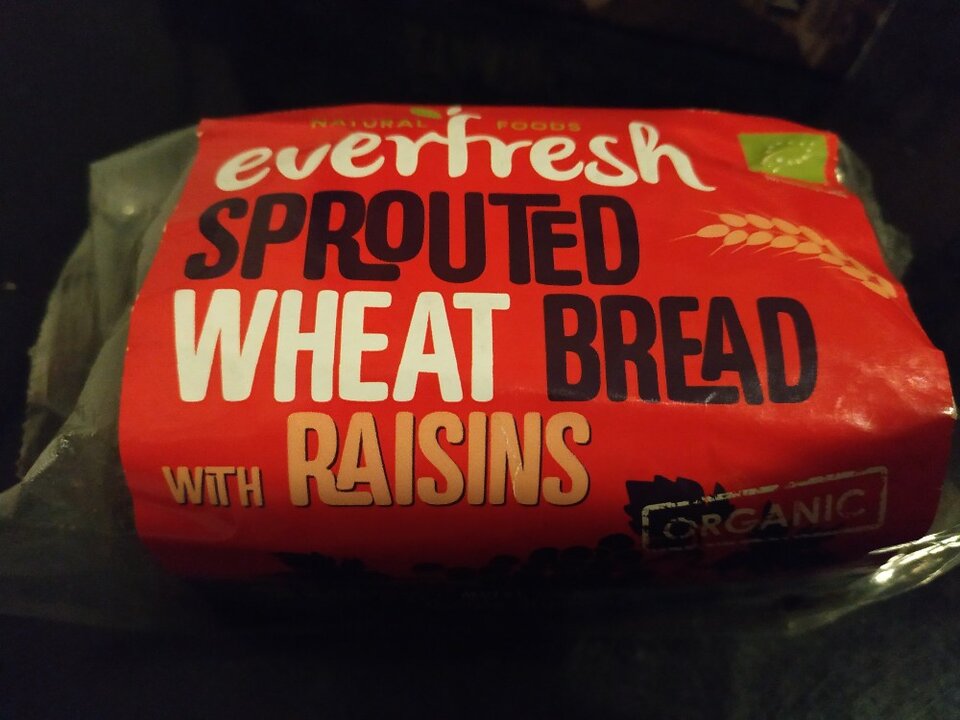 NATURAL FOODS
everfresh
SPROUTED
WHEAT BREAD
WITH RAISINS
ORGANIC